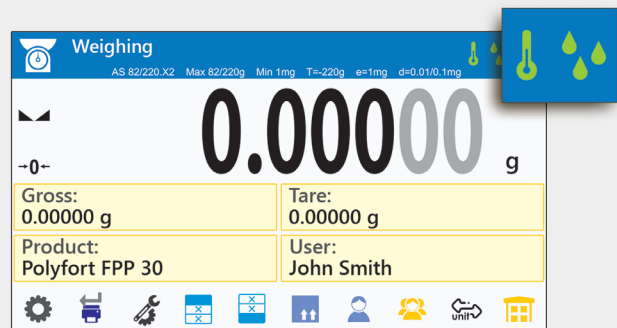 Weighing
AS 82/220.X2 Max 82/220g Min 1mg T=-220g e=1mg d=0.01/0.1mg
0.00000 g
→0←
Gross:
0.00000 g
Tare:
0.00000 g
Product:
Polyfort FPP 30
User:
John Smith
unit